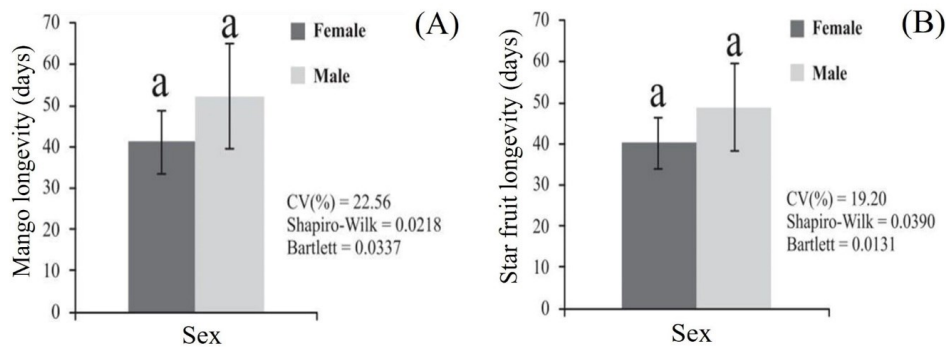 (A)
Mango longevity (days)
70
60
50
40
30
20
10
0
Female
Male
a
a
CV(%) = 22.56
Shapiro-Wilk = 0.0218
Bartlett = 0.0337
Sex
(B)
Star fruit longevity (days)
70
60
50
40
30
20
10
0
Female
Male
a
a
CV(%) = 19.20
Shapiro-Wilk = 0.0390
Bartlett = 0.0131
Sex